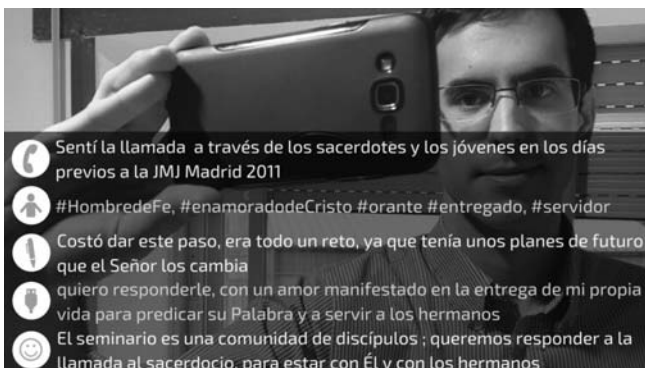 Sentí la llamada a través de los sacerdotes y los jóvenes en los días
previos a la JMJ Madrid 2011
#HombredeFe, #enamoradodeCristo #orante #entregado, #servidor
Costó dar este paso, era todo un reto, ya que tenía unos planes de futuro
que el Señor los cambia
quiero responderle, con un amor manifestado en la entrega de mi propia
vida para predicar su Palabra y a servir a los hermanos
El seminario es una comunidad de discípulos ; queremos responder a la
llamada al sacerdocio, para estar con Él y con los hermanos